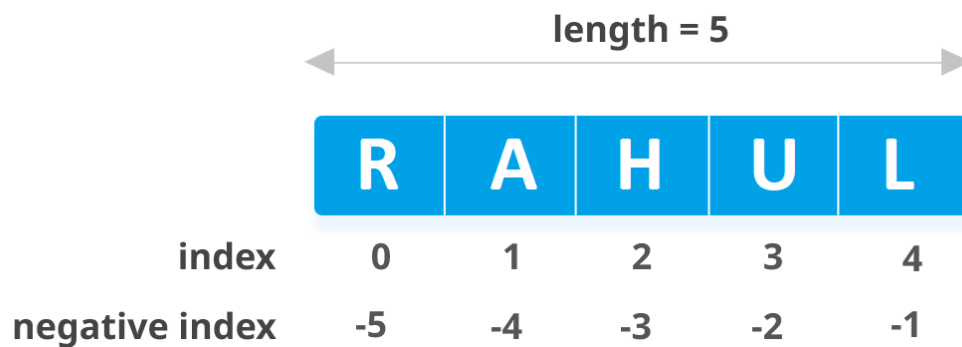 length = 5
R A H U L
index 0 1 2 3 4
negative index -5 -4 -3 -2 -1